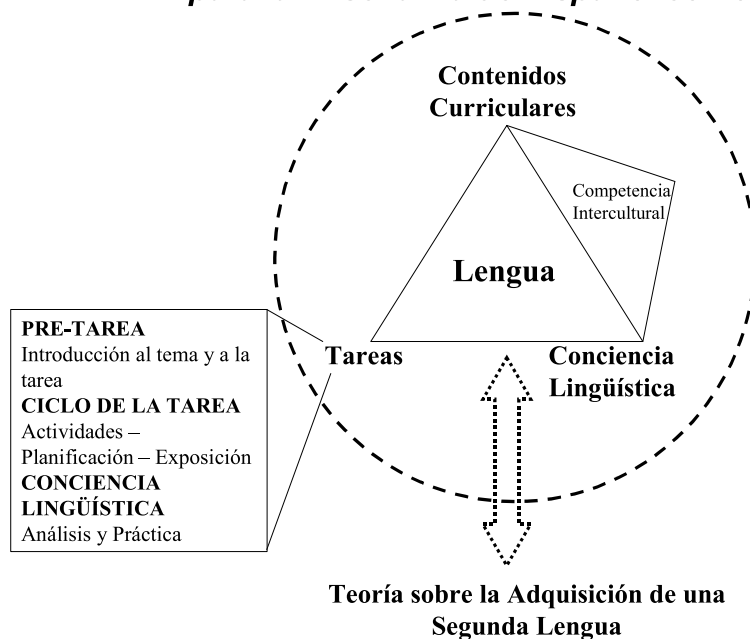 Contenidos
Curriculares
Competencia
Intercultural
Lengua
PRE-TAREA
Introducción al tema y a la
tarea
CICLO DE LA TAREA
Actividades –
Planificación – Exposición
CONCIENCIA
LINGÜÍSTICA
Análisis y Práctica
Tareas
Conciencia
Lingüística
Teoría sobre la Adquisición de una
Segunda Lengua